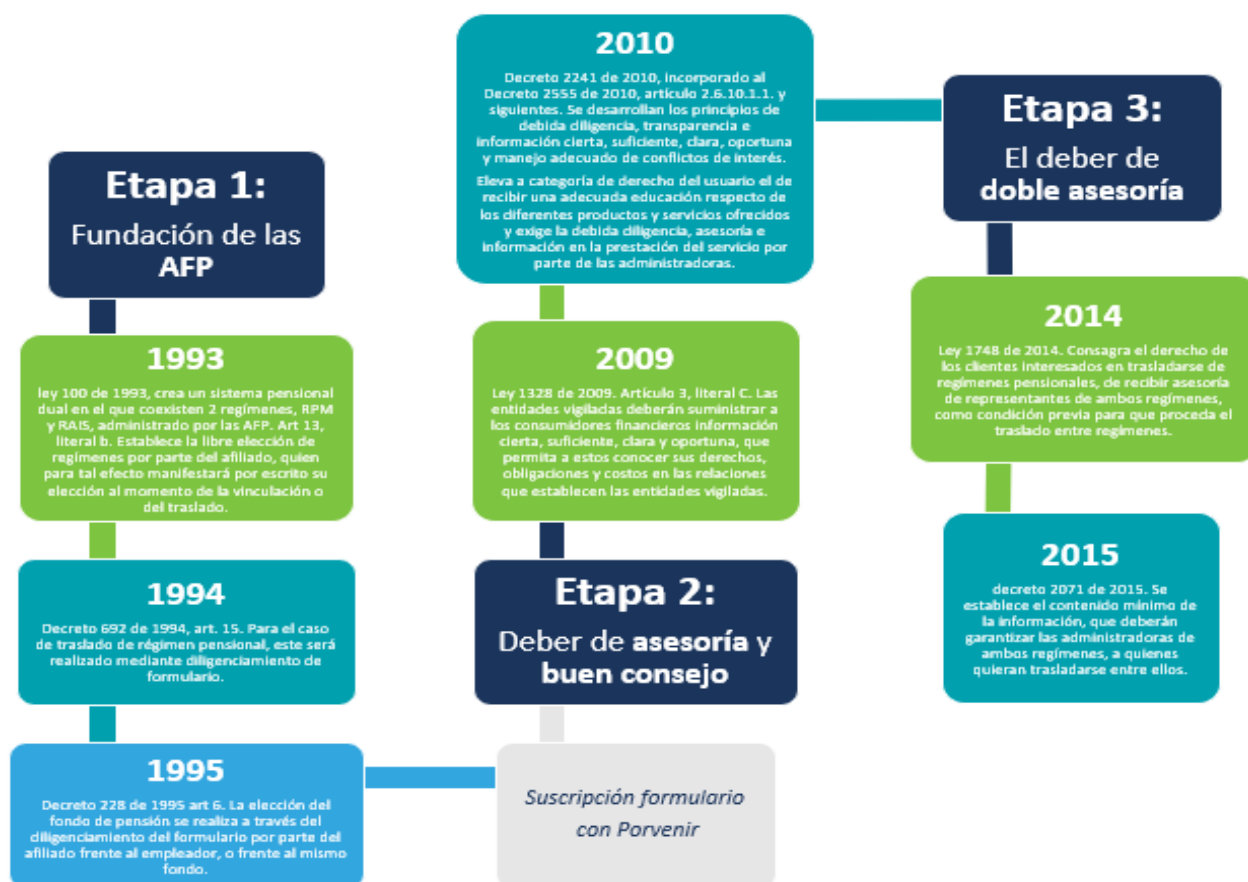 Etapa 1:
Fundación de las
AFP
1993
ley 100 de 1993, crea un sistema pensional
dual en el que coexisten 2 regímenes, RPM
y RAIS, administrado por las AFP. Art 13,
literal b. Establece la libre elección de
regímenes por parte del afiliado, quien
para tal efecto manifestará por escrito su
elección al momento de la vinculación o
del traslado.
1994
Decreto 692 de 1994, art. 15. Para el caso
de traslado de régimen pensional, este será
realizado mediante diligenciamiento de
formulario.
1995
Decreto 228 de 1995 art 6. La elección del
fondo de pensión se realiza a través del
diligenciamiento del formulario por parte del
afiliado frente al empleador, o frente al mismo
fondo.
Suscripción formulario
con Porvenir
Etapa 2:
Deber de asesoría y
buen consejo
2009
Ley 1328 de 2009. Artículo 3, literal C. Las
entidades vigiladas deberán suministrar a
los consumidores financieros información
cierta, suficiente, clara y oportuna, que
permita a estos conocer sus derechos,
obligaciones y costos en las relaciones
que establecen las entidades vigiladas.
2010
Decreto 2241 de 2010, incorporado al
Decreto 2555 de 2010, artículo 2.6.10.1.1. y
siguientes. Se desarrollan los principios de
debida diligencia, transparencia e
información cierta, suficiente, clara, oportuna
y manejo adecuado de conflictos de interés.
Eleva a categoría de derecho del usuario el de
recibir una adecuada educación respecto de
los diferentes productos y servicios ofrecidos
y exige la debida diligencia, asesoría e
información en la prestación del servicio por
parte de las administradoras.
Etapa 3:
El deber de
doble asesoría
2014
Ley 1748 de 2014. Consagra el derecho de
los clientes interesados en trasladarse de
regímenes pensionales, de recibir asesoría
de representantes de ambos regímenes,
como condición previa para que proceda el
traslado entre regímenes.
2015
decreto 2071 de 2015. Se
establece el contenido mínimo de
la información, que deberán
garantizar las administradoras de
ambos regímenes, a quienes
quieran trasladarse entre ellos.